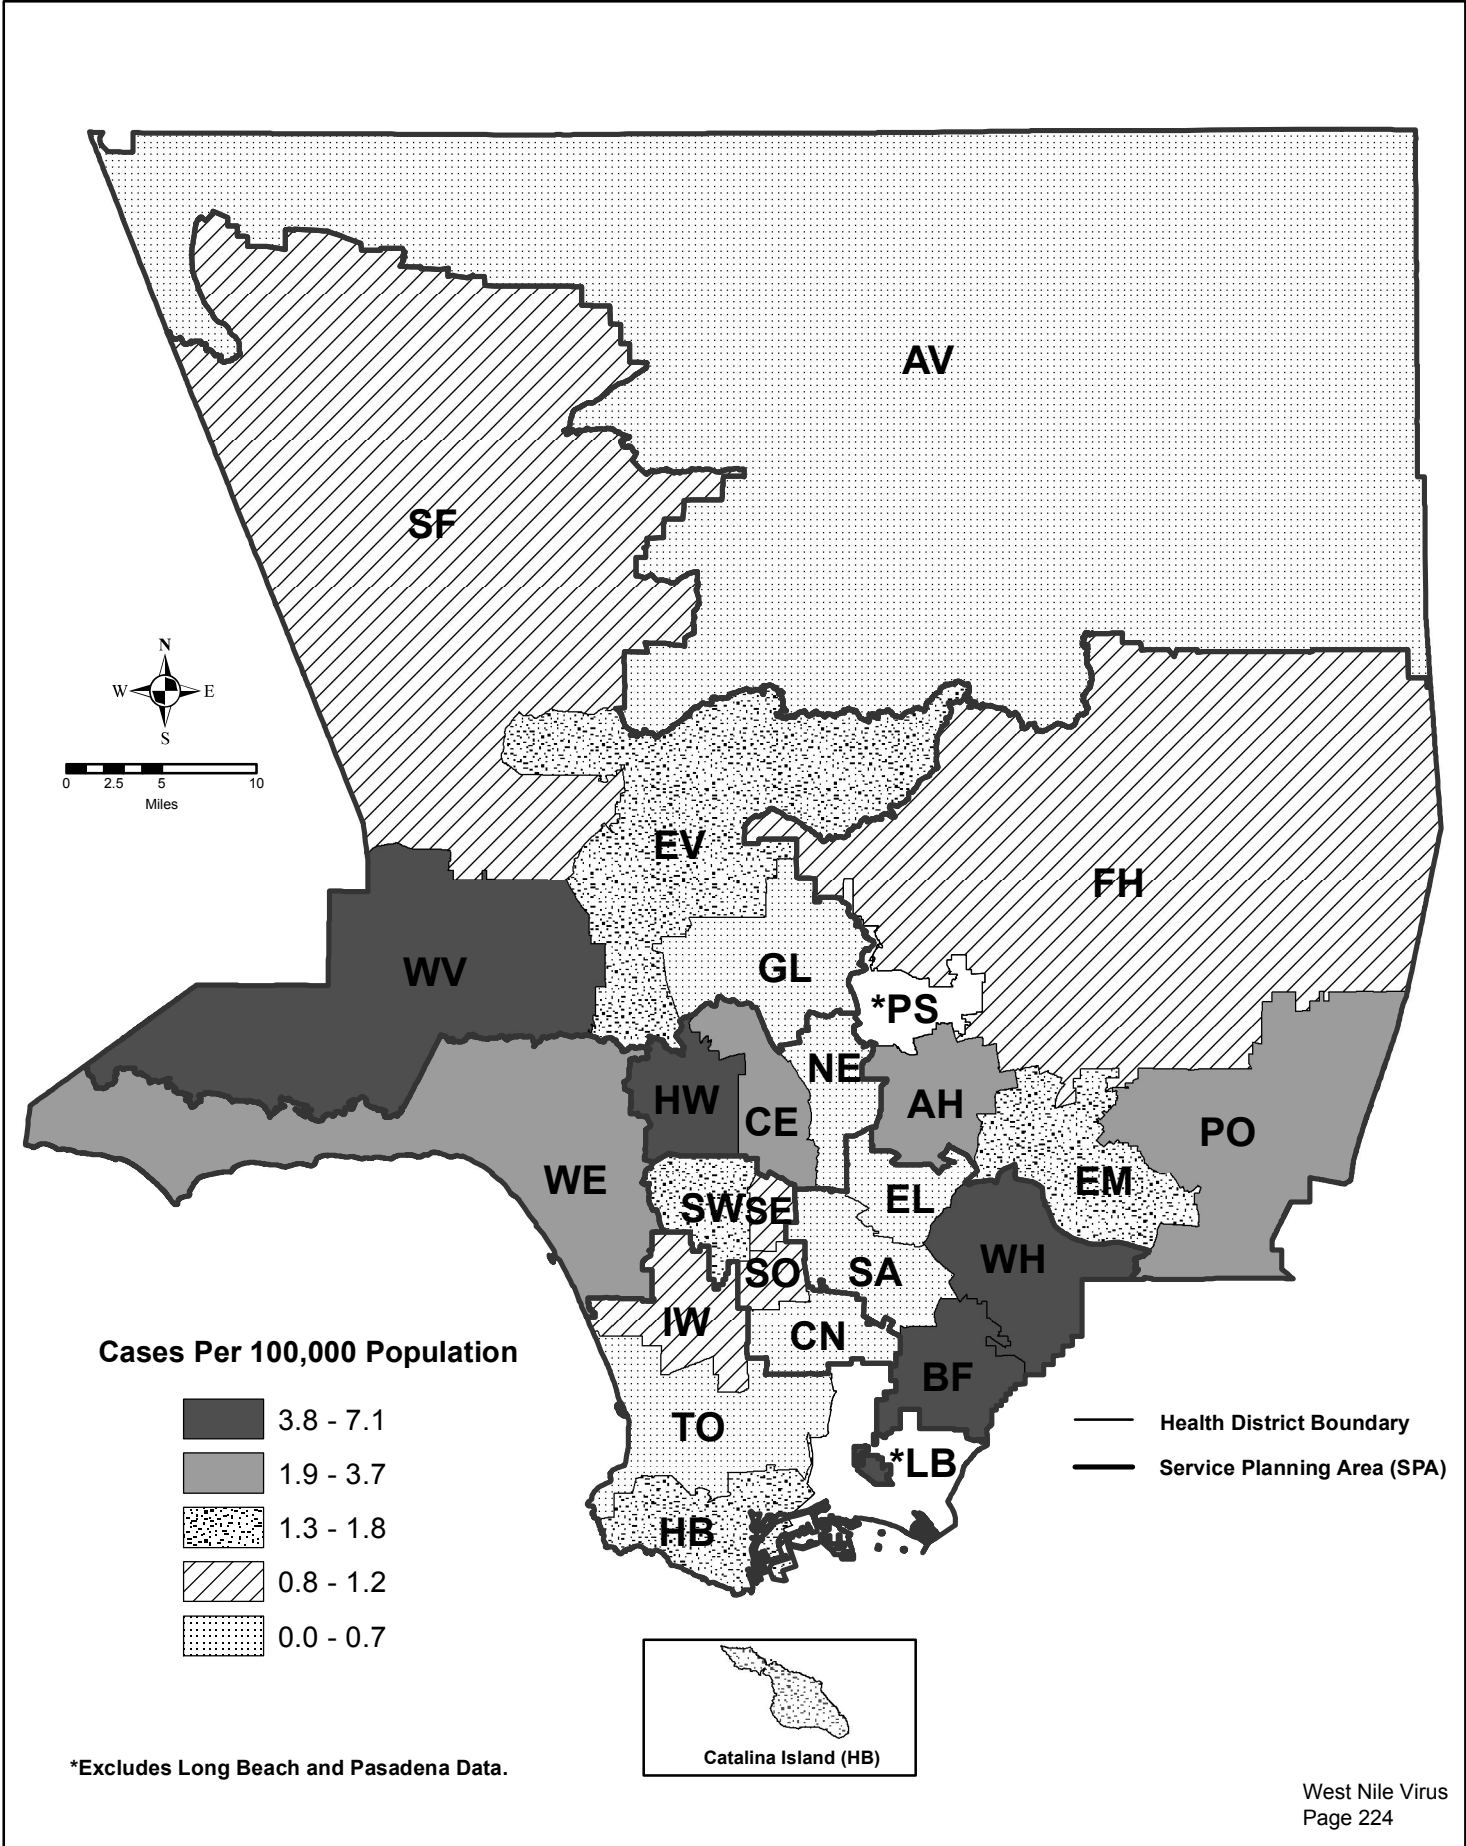 AV
SF
N
W E
S
0 2.5 5 10
Miles
EV
FH
WV
GL
*PS
NE
HW
CE
AH
PO
WE
EM
SW
SE
EL
WH
SO
SA
IW
CN
BF
TO
*LB
HB
Cases Per 100,000 Population
3.8 - 7.1
1.9 - 3.7
1.3 - 1.8
0.8 - 1.2
0.0 - 0.7
Health District Boundary
Service Planning Area (SPA)
Catalina Island (HB)
*Excludes Long Beach and Pasadena Data.
West Nile Virus
Page 224